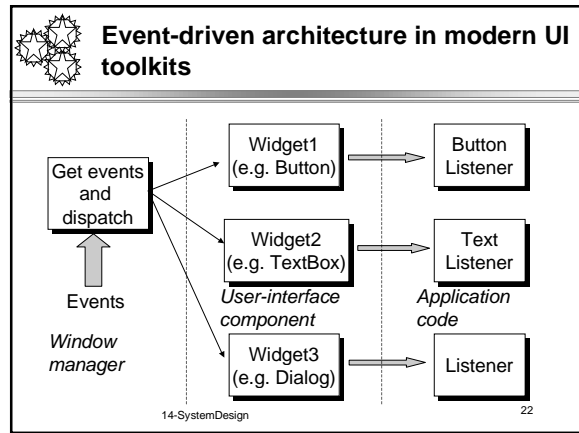 Event-driven architecture in modern UI
toolkits
Get events
and
dispatch
Events
Window
manager
Widget1
(e.g. Button)
Widget2
(e.g. TextBox)
User-interface
component
Widget3
(e.g. Dialog)
Button
Listener
Text
Listener
Application
code
Listener
14-SystemDesign
22